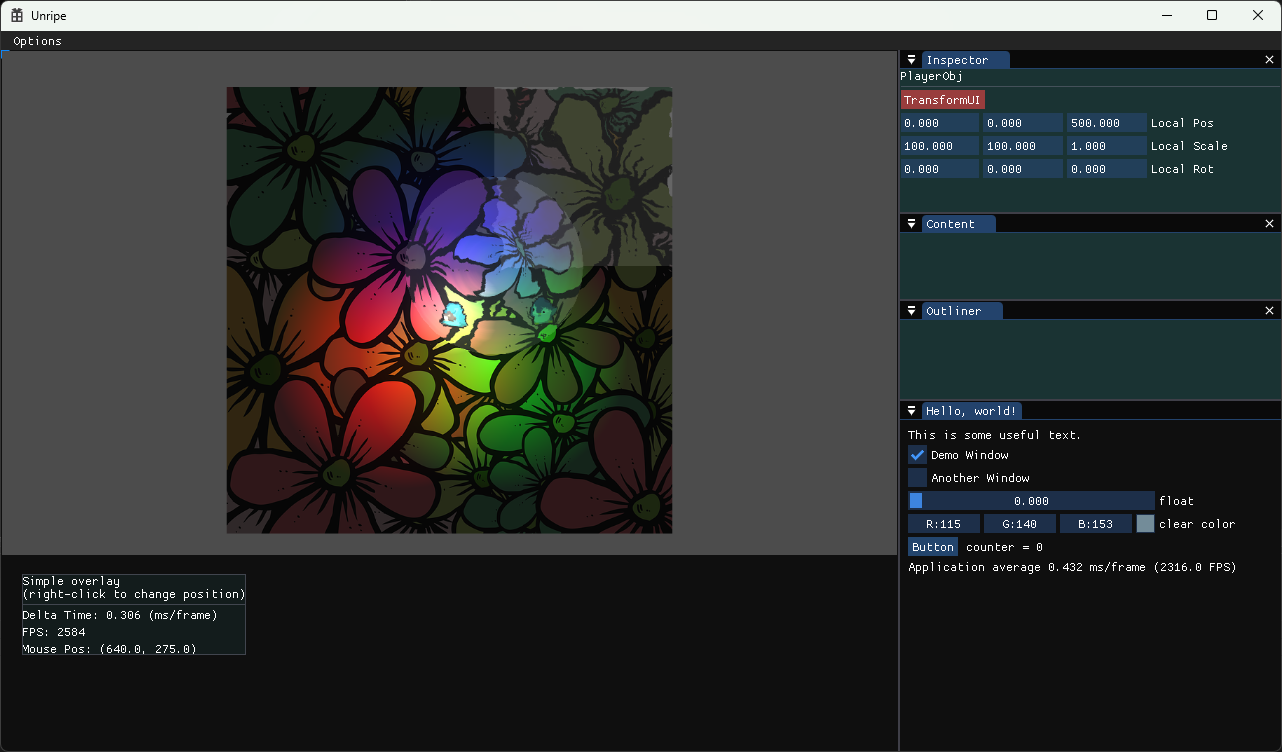 Unripe
Options
Inspector
PlayerObj
TransformUI
0.000 0.000 500.000 Local Pos
100.000 100.000 1.000 Local Scale
0.000 0.000 0.000 Local Rot
Content
Outliner
Hello, world!
This is some useful text.
Demo Window
Another Window
0.000 float
R:115 G:140 B:153 clear color
Button counter = 0
Application average 0.432 ms/frame (2316.0 FPS)
Simple overlay
(right-click to change position)
Delta Time: 0.306 (ms/frame)
FPS: 2584
Mouse Pos: (640.0, 275.0)